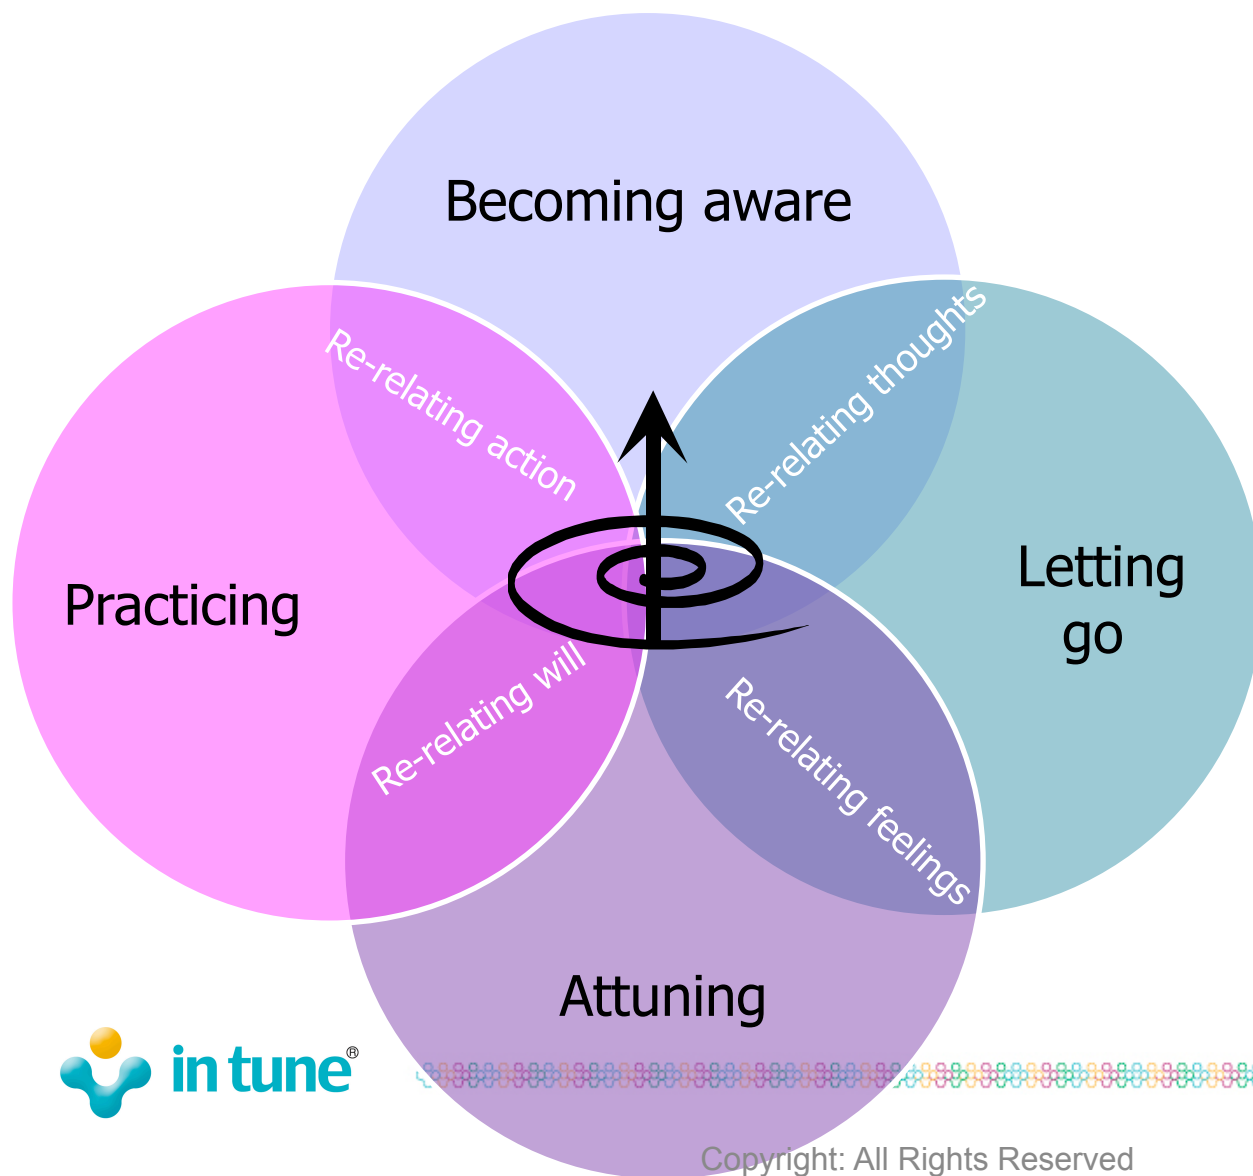 Becoming aware
Re-relating action
Re-relating thoughts
Practicing
Letting
go
Re-relating will
Re-relating feelings
Attuning
in tune®
Copyright: All Rights Reserved